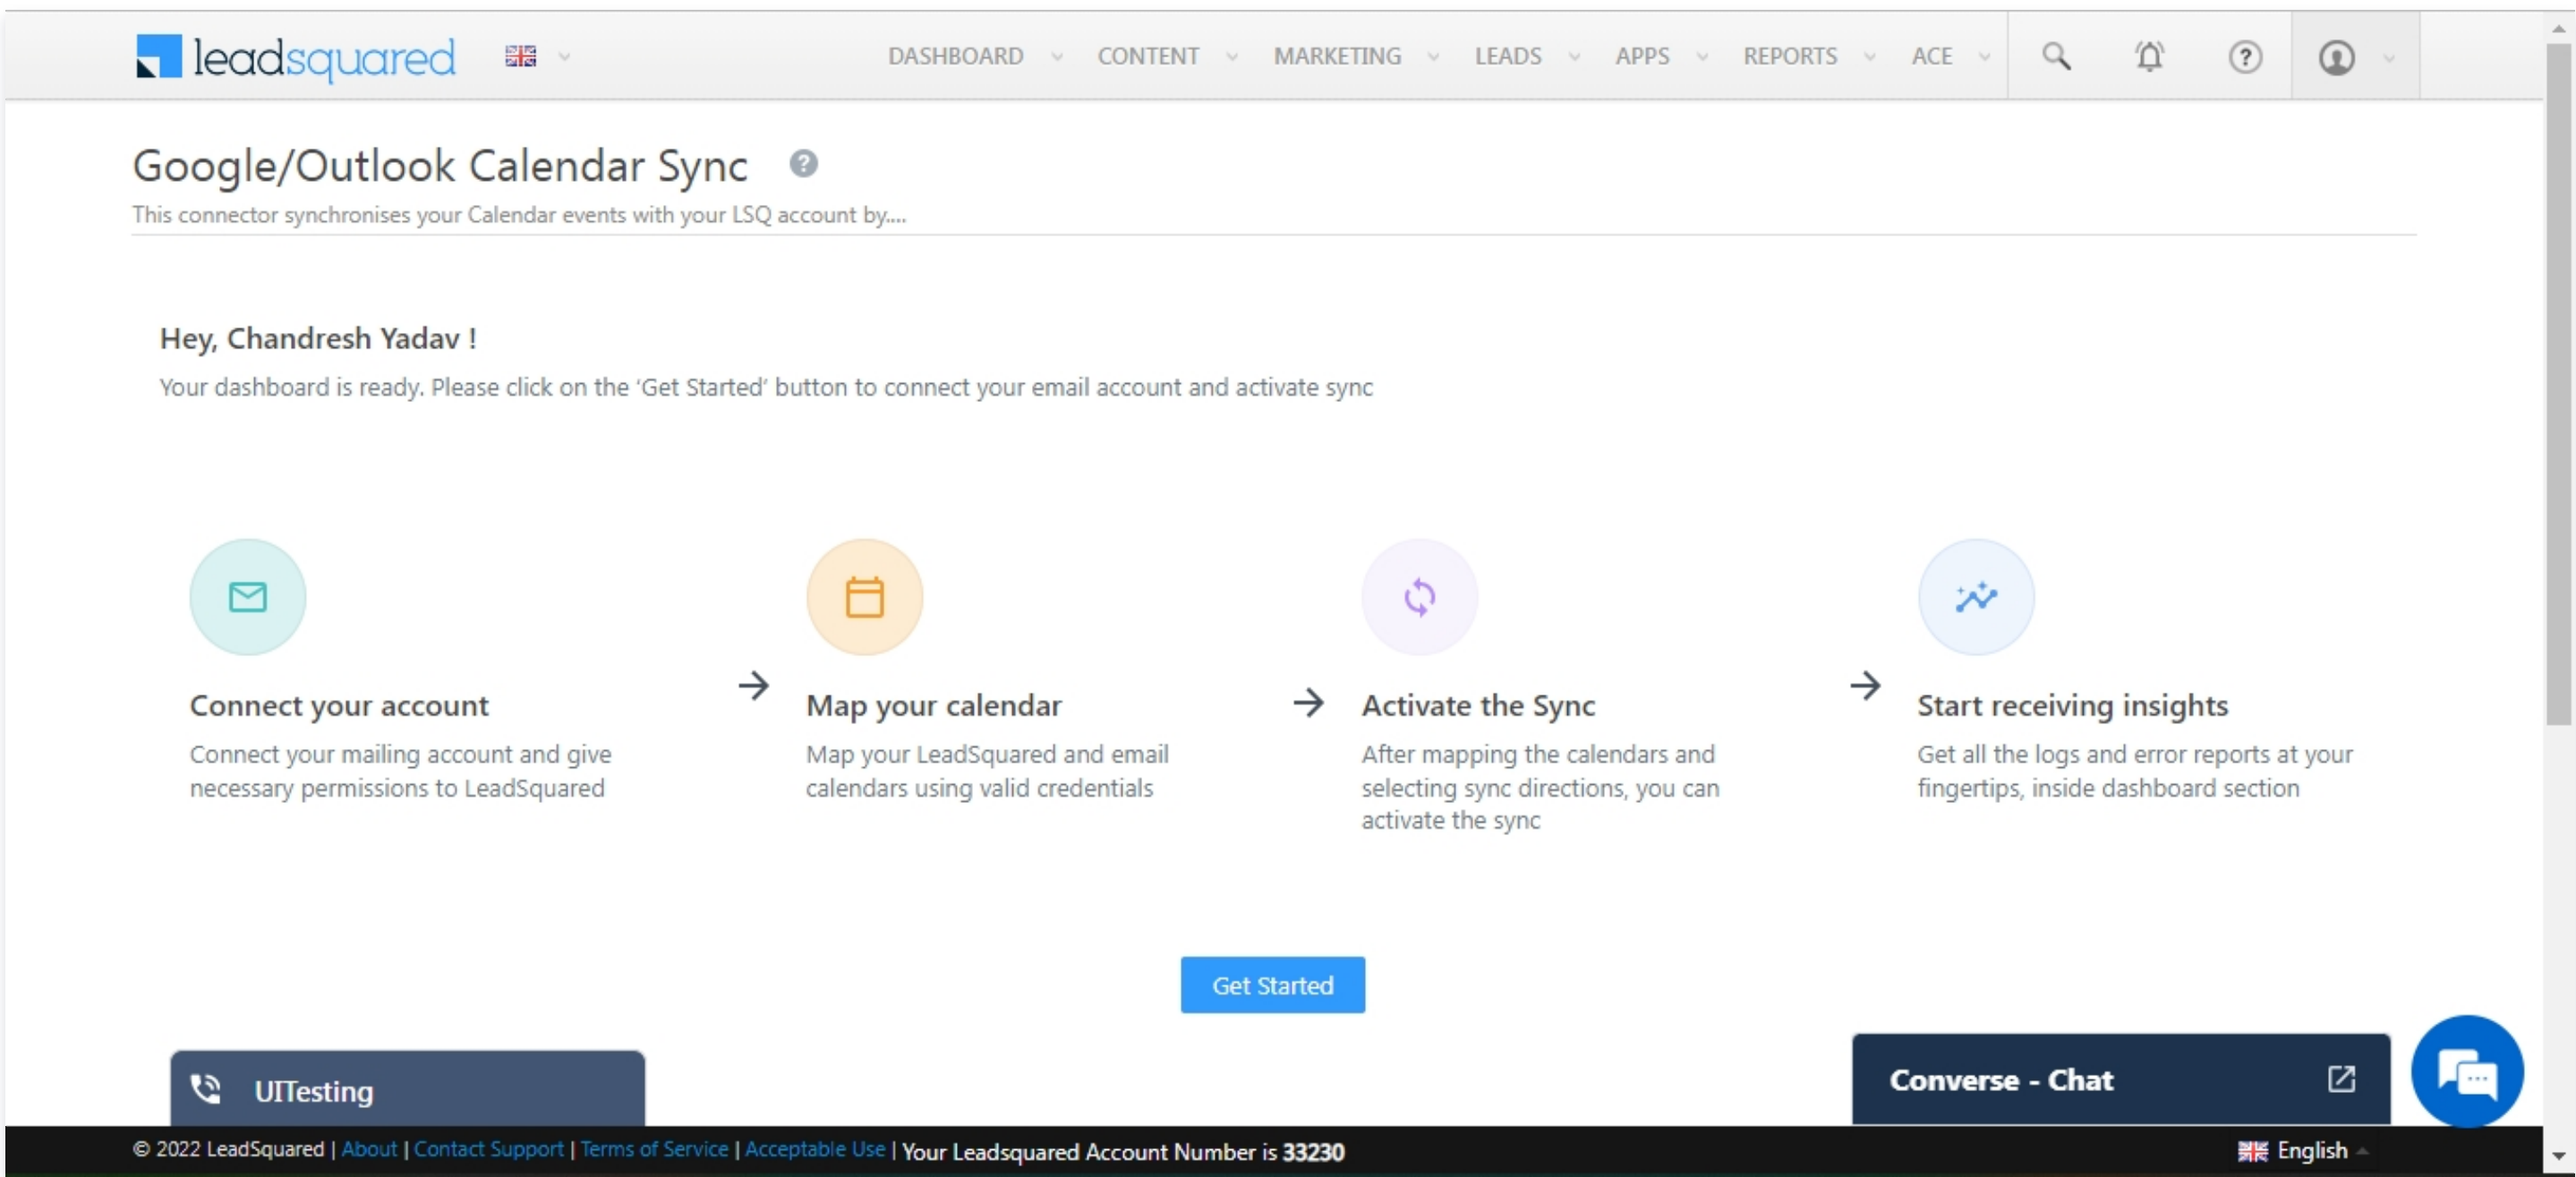 leadsquared
DASHBOARD CONTENT MARKETING LEADS APPS REPORTS ACE
Google/Outlook Calendar Sync
This connector synchronises your Calendar events with your LSQ account by....
Hey, Chandresh Yadav !
Your dashboard is ready. Please click on the ‘Get Started’ button to connect your email account and activate sync
Connect your account
Connect your mailing account and give
necessary permissions to LeadSquared
Map your calendar
Map your LeadSquared and email
calendars using valid credentials
Activate the Sync
After mapping the calendars and
selecting sync directions, you can
activate the sync
Start receiving insights
Get all the logs and error reports at your
fingertips, inside dashboard section
Get Started
UITesting
Converse - Chat
© 2022 LeadSquared | About | Contact Support | Terms of Service | Acceptable Use | Your Leadsquared Account Number is 33230
English